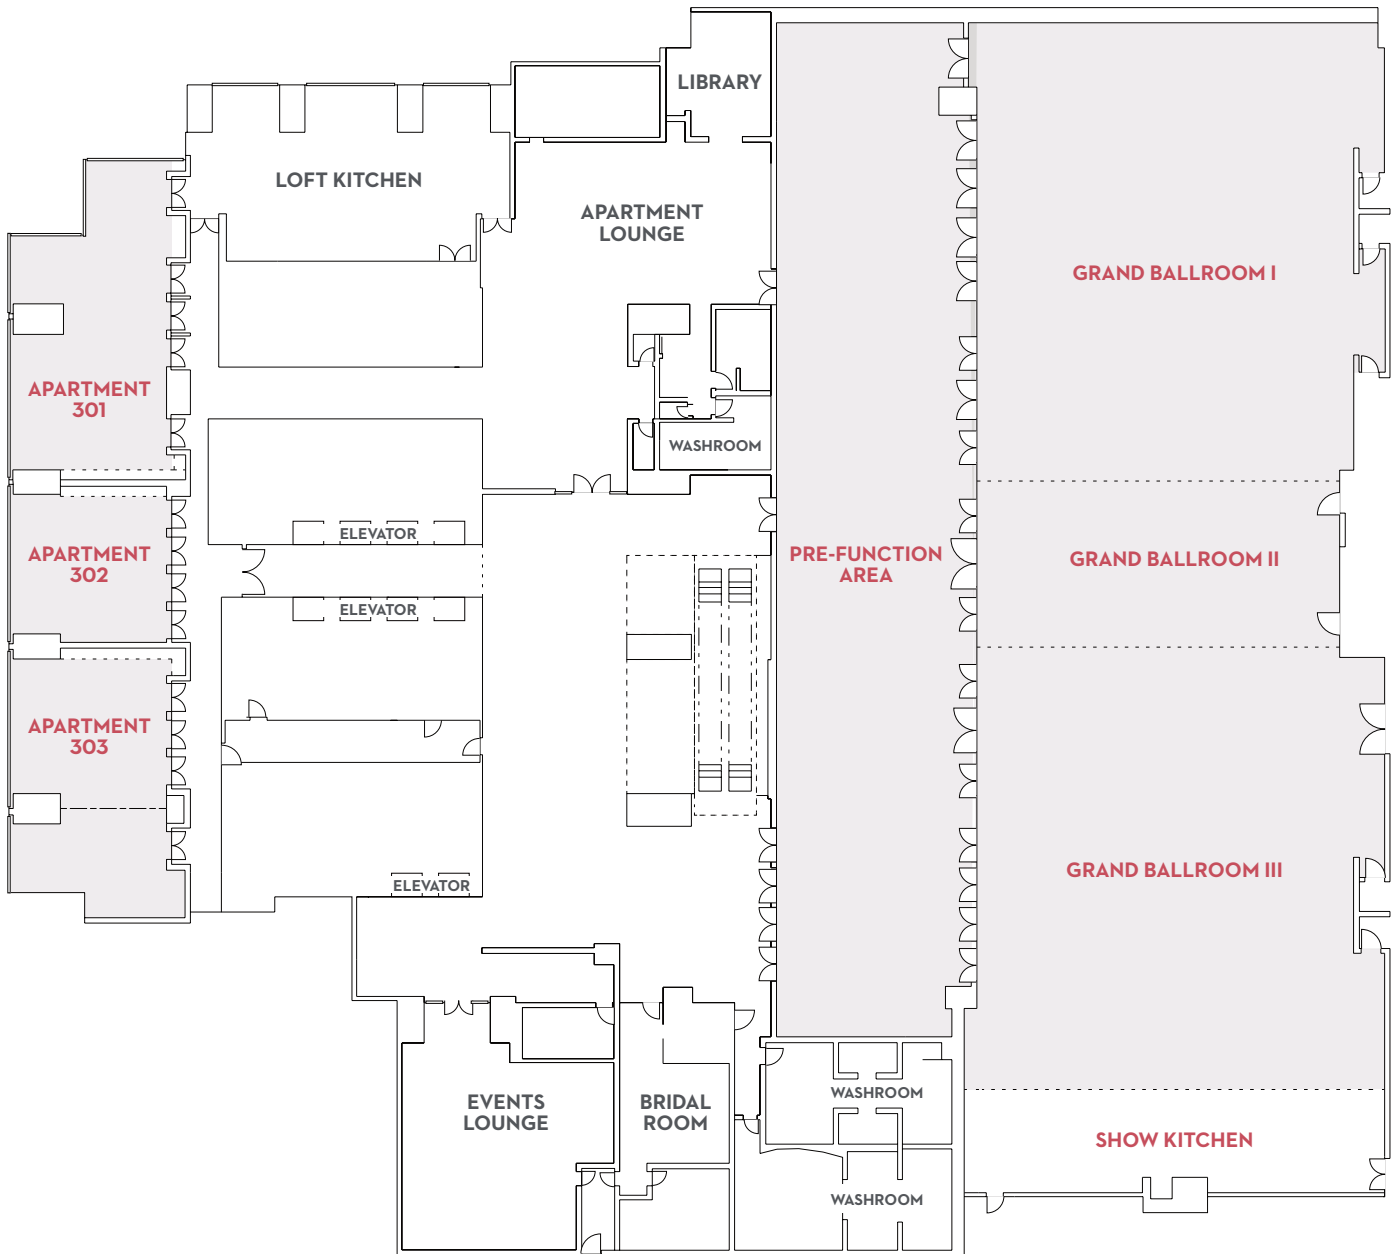 LIBRARY
LOFT KITCHEN
APARTMENT
LOUNGE
GRAND BALLROOM I
APARTMENT
301
WASHROOM
ELEVATOR
APARTMENT
302
PRE-FUNCTION
AREA
GRAND BALLROOM II
ELEVATOR
APARTMENT
303
GRAND BALLROOM III
ELEVATOR
EVENTS
LOUNGE
BRIDAL
ROOM
WASHROOM
SHOW KITCHEN
WASHROOM